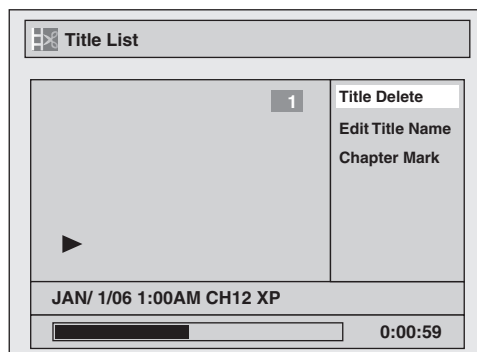 Title List
1
Title Delete
Edit Title Name
Chapter Mark
JAN/ 1/06 1:00AM CH12 XP
0:00:59